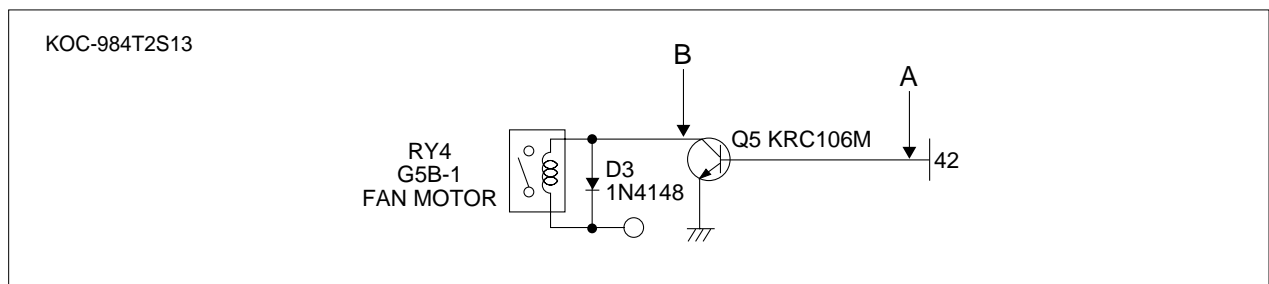 KOC-984T2S13
B
A
Q5 KRC106M
42
RY4
G5B-1
FAN MOTOR
D3
1N4148